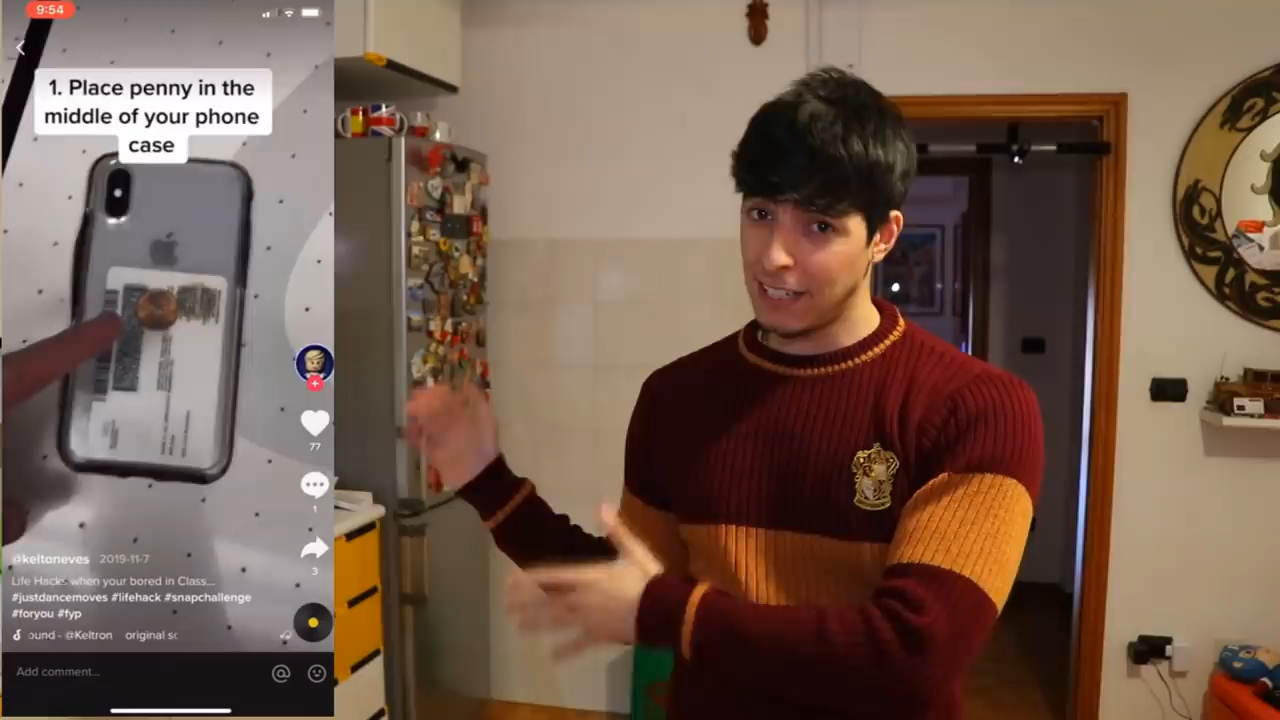 9:54
1. Place penny in the
middle of your phone
case
77
1
3
@keltoneves 2019-11-7
Life Hacks when your bored in Class...
#justdancemoves #lifehack #snapchallenge
#foryou #fyp
ound - @Keltron original so
Add comment...